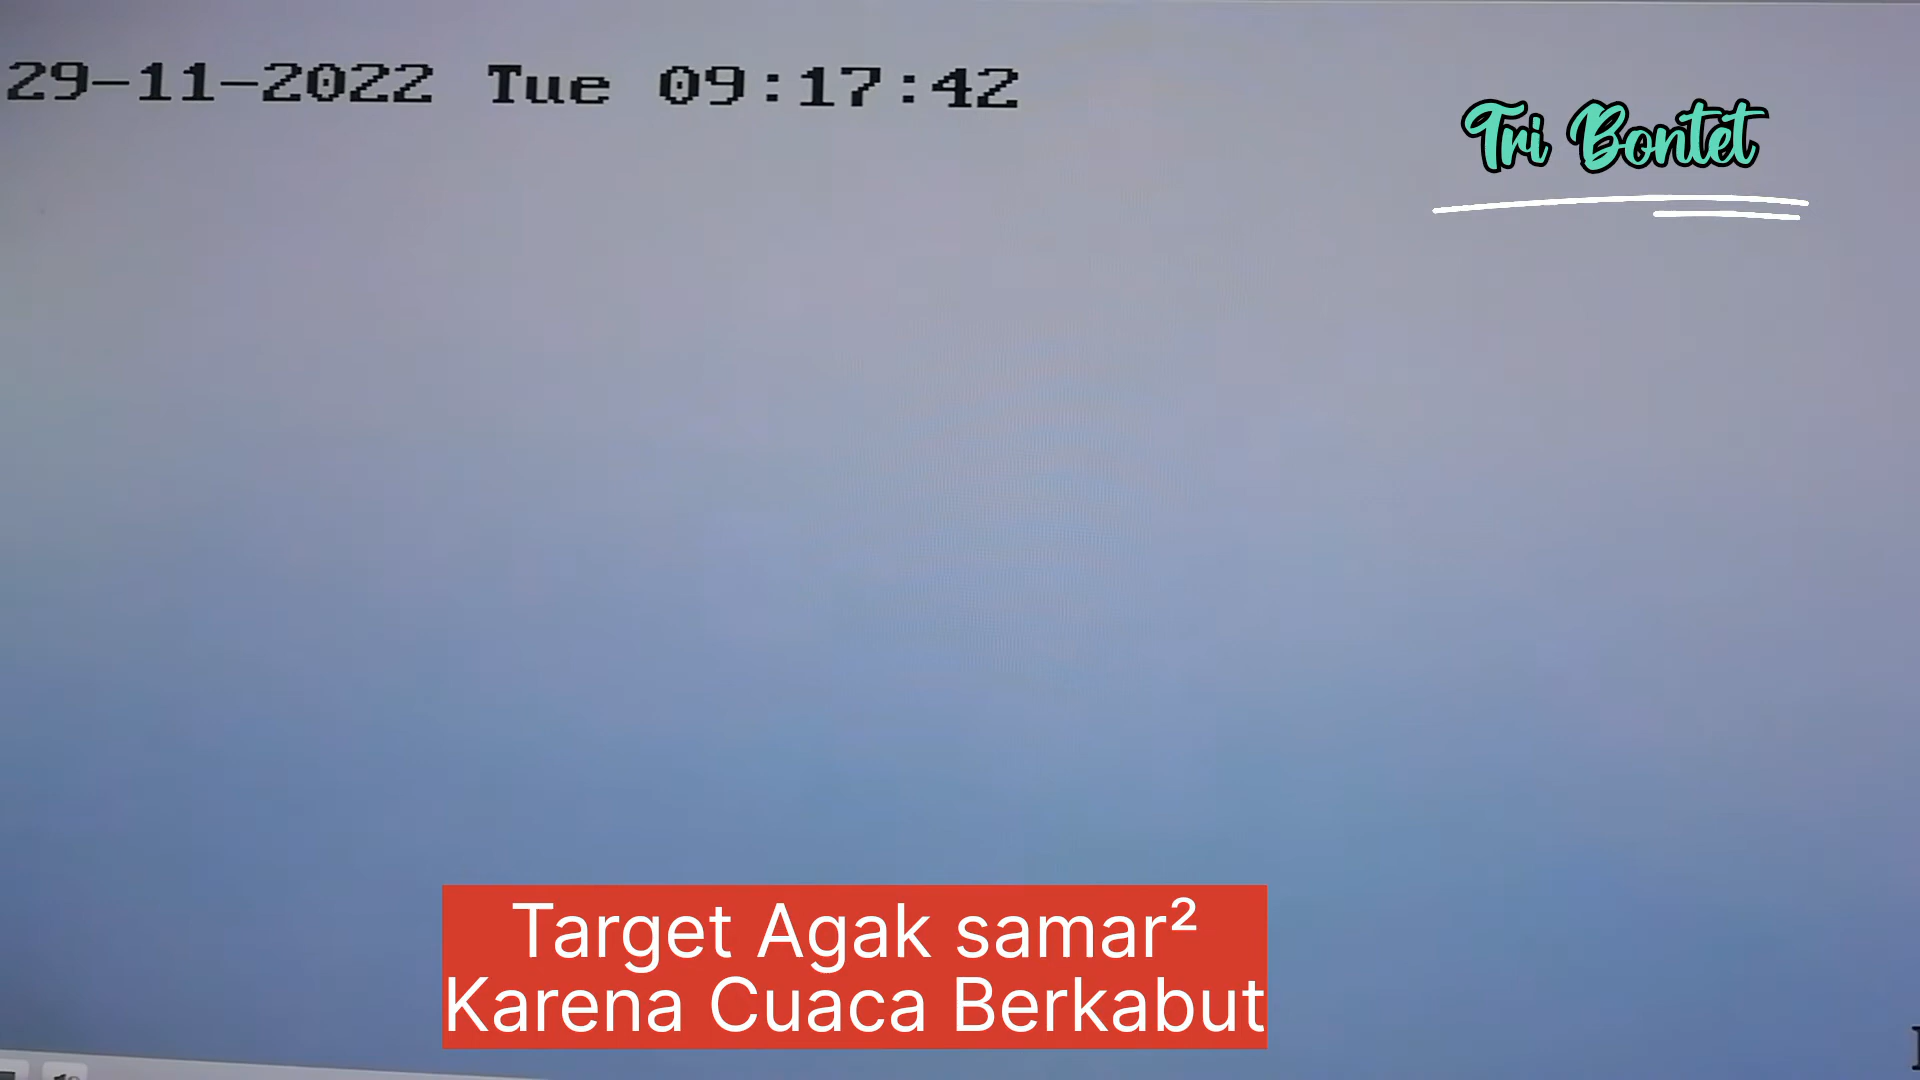 29-11-2022 Tue 09:17:42
Tri Bontet
Target Agak samar²
Karena Cuaca Berkabut